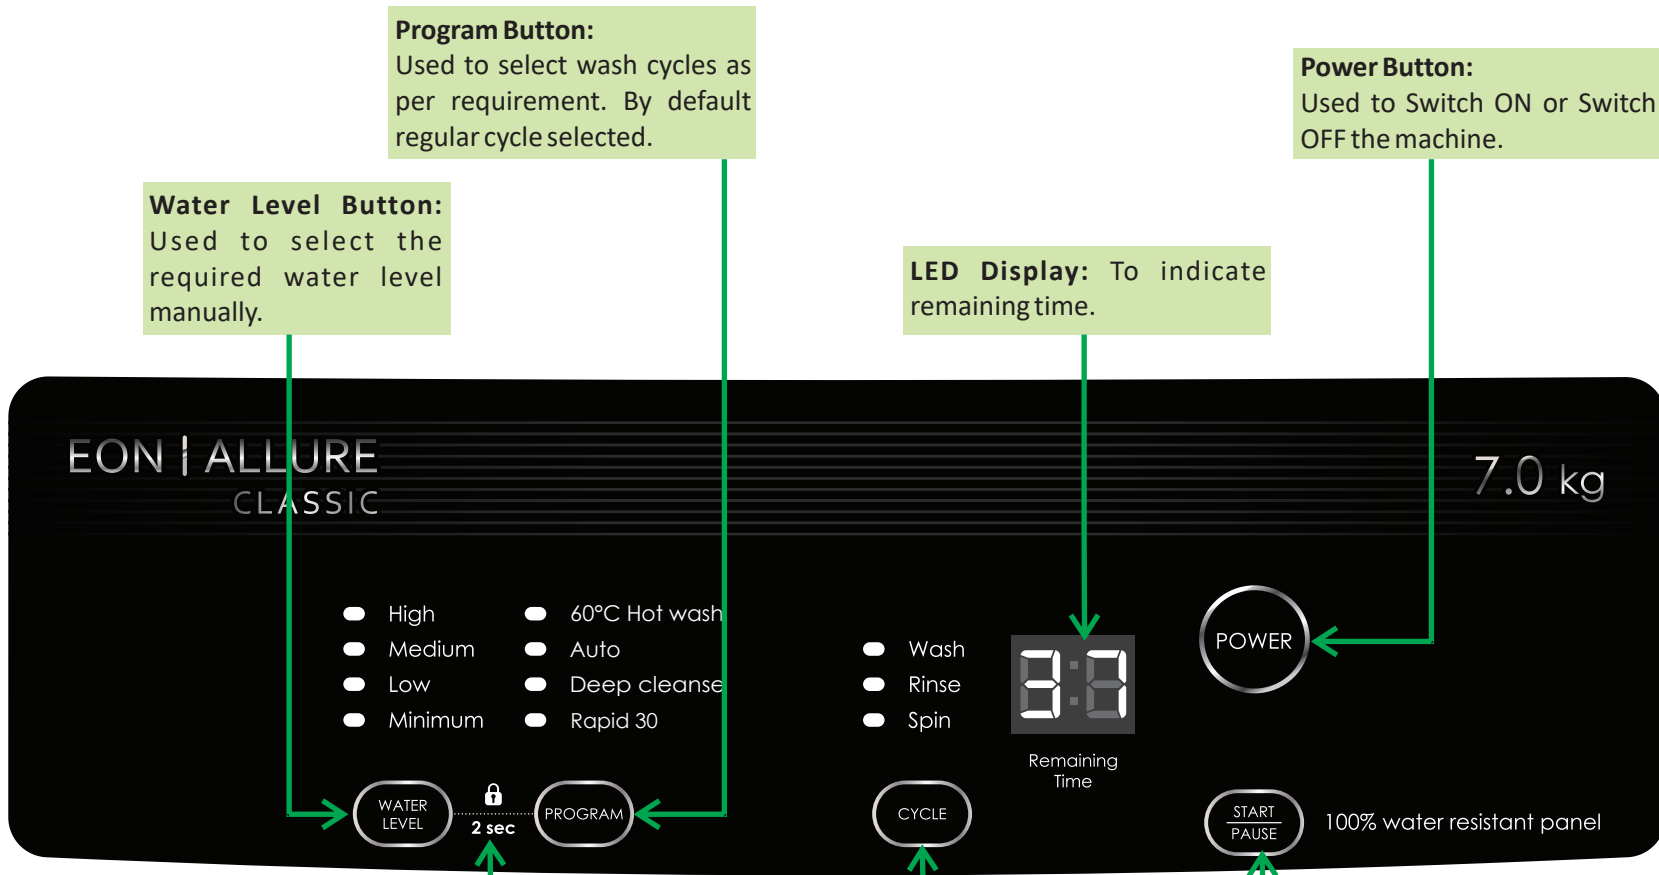 Program Button:
Used to select wash cycles as
per requirement. By default
regular cycle selected.
Power Button:
Used to Switch ON or Switch
OFF the machine.
Water Level Button:
Used to select the
required water level
manually.
LED Display: To indicate
remaining time.
EON | ALLURE
CLASSIC
7.0 kg
High
Medium
Low
Minimum
60°C Hot wash
Auto
Deep cleanse
Rapid 30
Wash
Rinse
Spin
37
Remaining
Time
POWER
WATER
LEVEL
2 sec
PROGRAM
CYCLE
START
PAUSE
100% water resistant panel